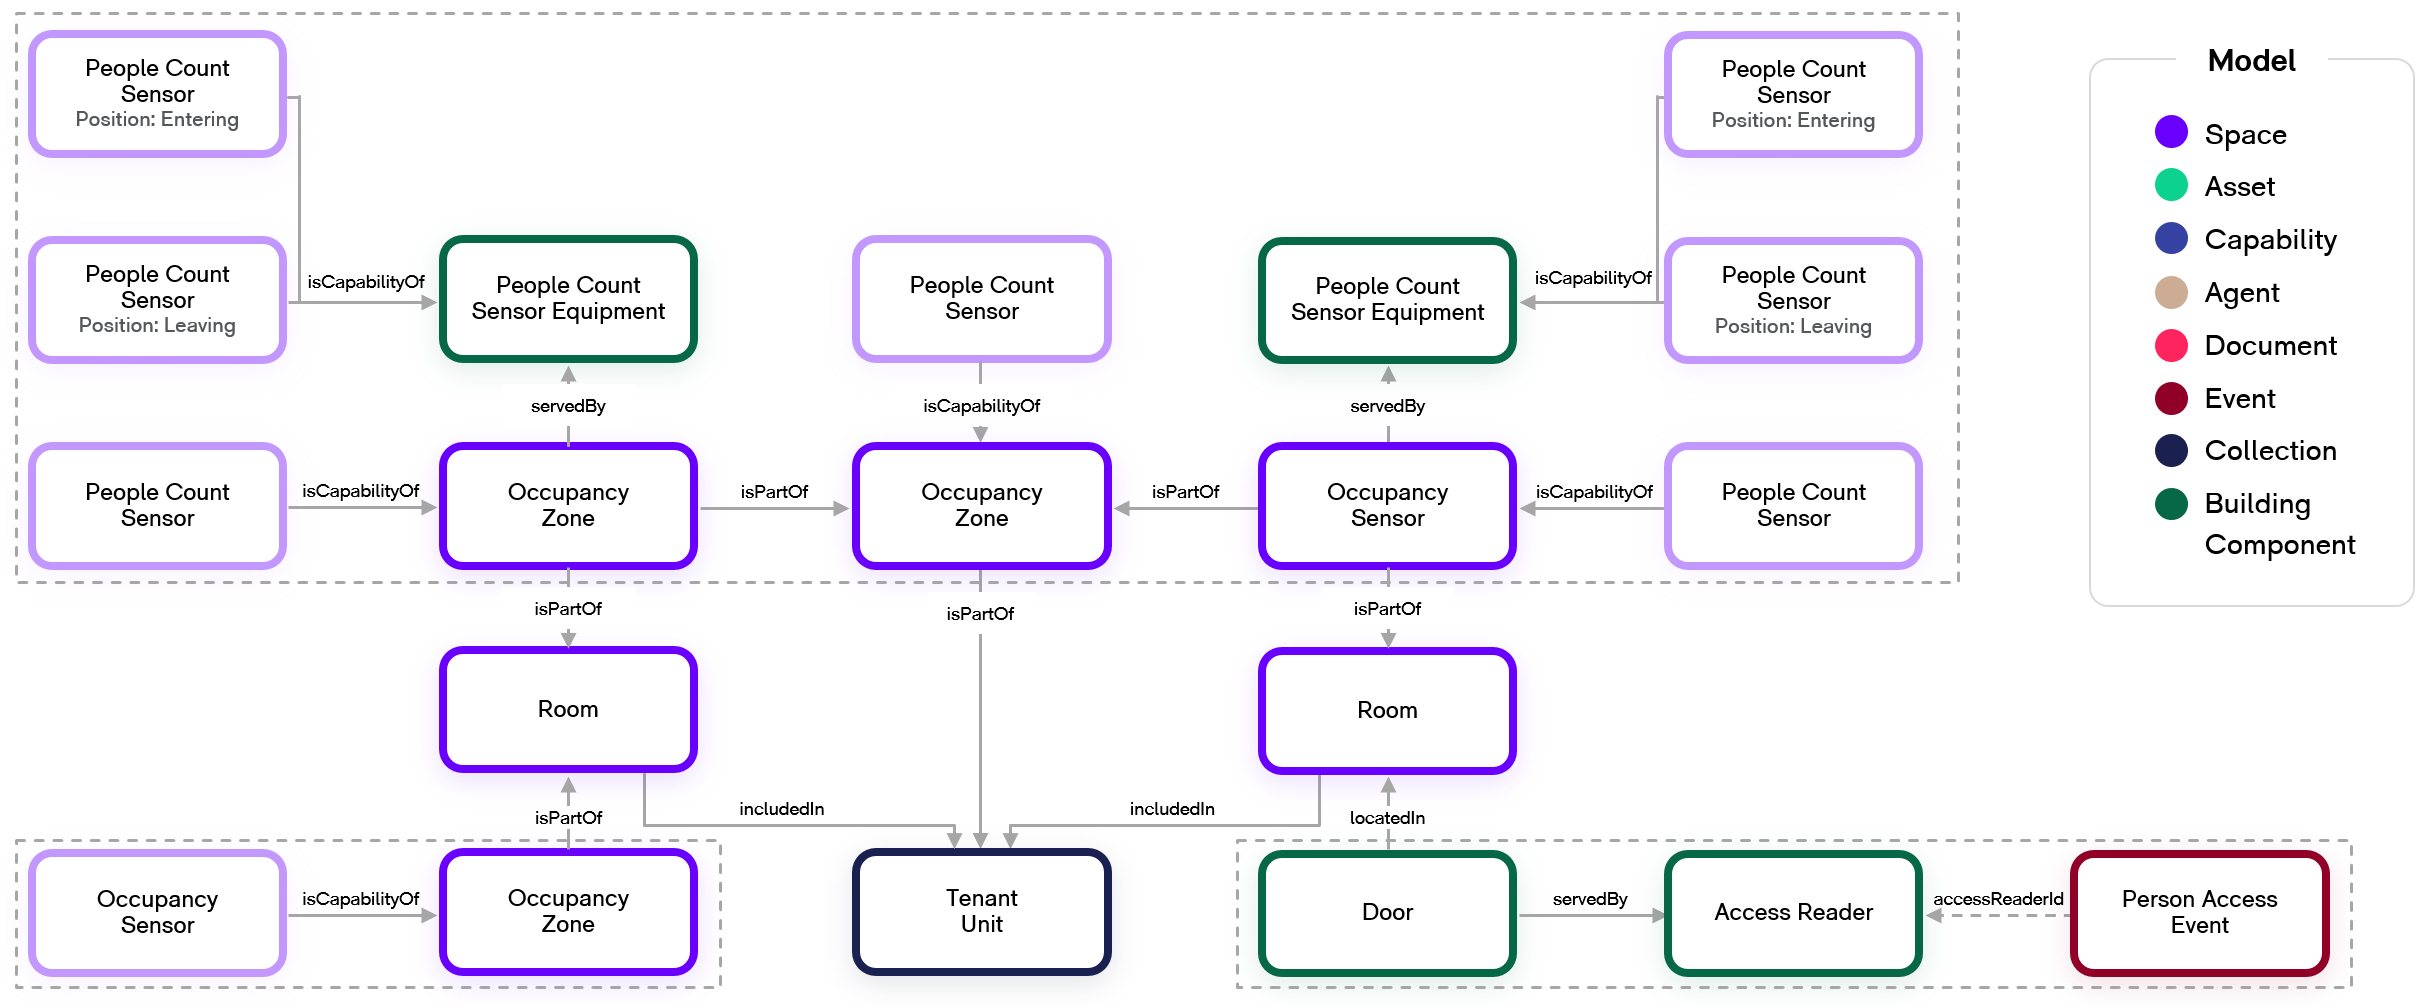 People Count
Sensor
Position: Entering
People Count
Sensor
Position: Entering
Model
Space
Asset
Capability
Agent
Document
Event
Collection
Building
Component
People Count
Sensor
Position: Leaving
isCapabilityOf
People Count
Sensor Equipment
People Count
Sensor
People Count
Sensor Equipment
isCapabilityOf
People Count
Sensor
Position: Leaving
servedBy
isCapabilityOf
servedBy
People Count
Sensor
isCapabilityOf
Occupancy
Zone
isPartOf
Occupancy
Zone
isPartOf
Occupancy
Sensor
isCapabilityOf
People Count
Sensor
isPartOf
isPartOf
isPartOf
Room
Room
includedIn
includedIn
isPartOf
locatedIn
Occupancy
Sensor
isCapabilityOf
Occupancy
Zone
Tenant
Unit
Door
servedBy
Access Reader
accessReaderId
Person Access
Event